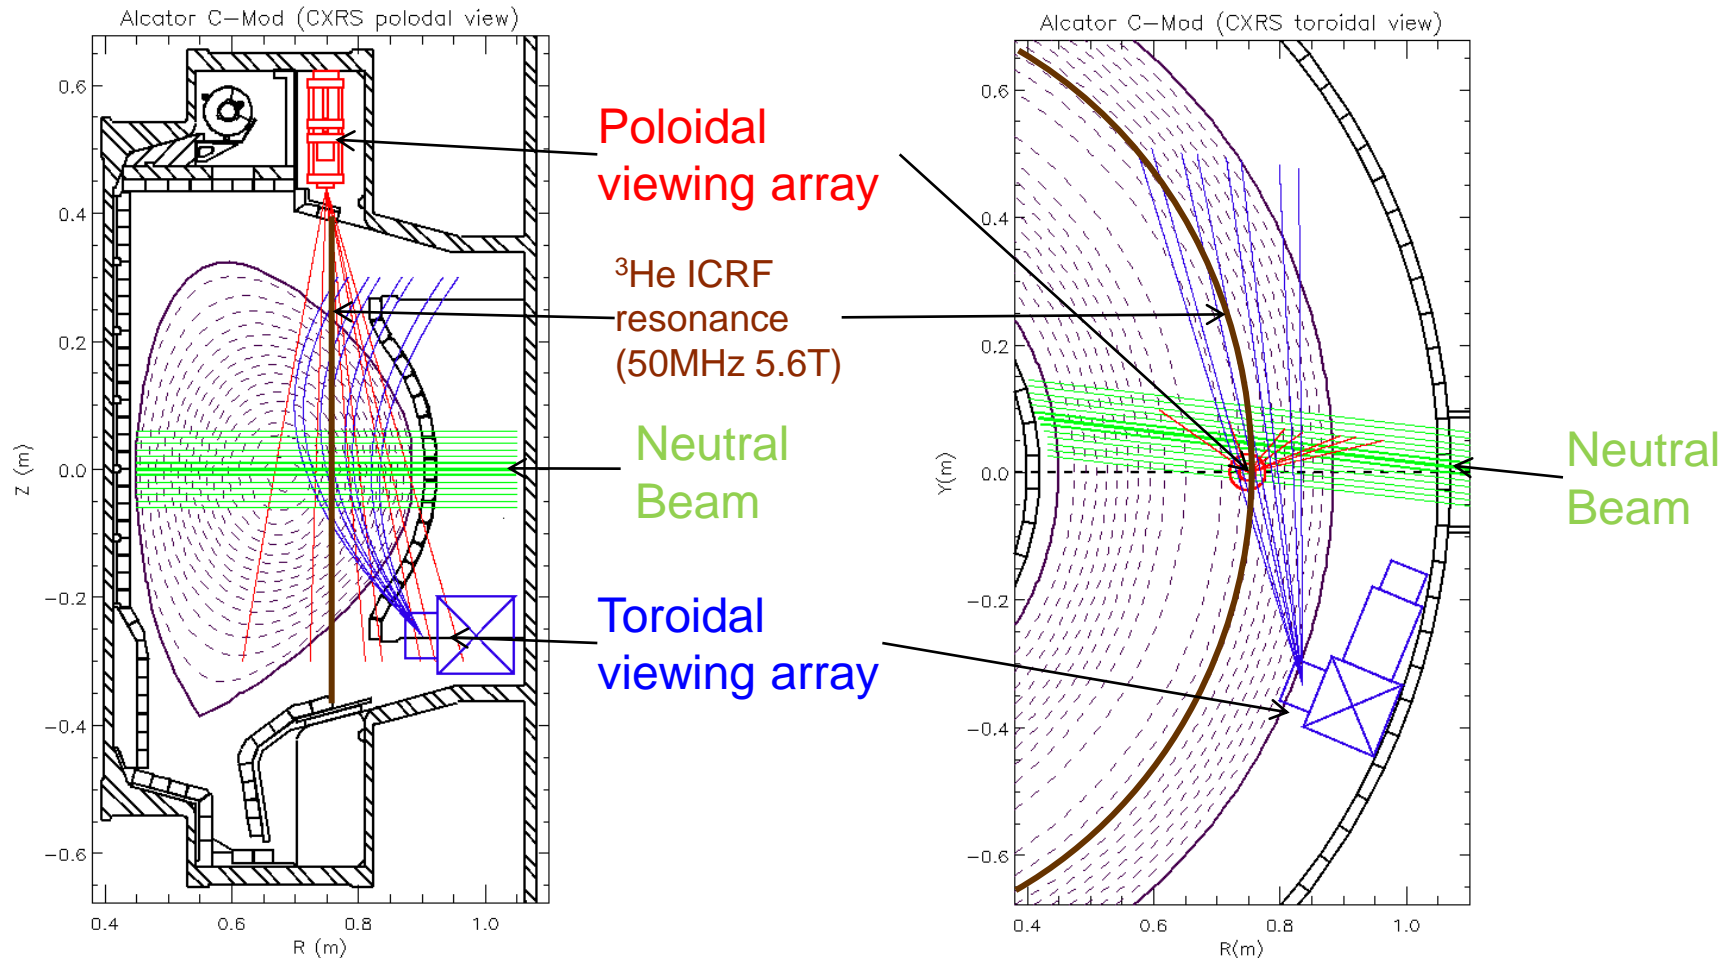 Alcator C-Mod (CXRS polodal view)
Alcator C-Mod (CXRS toroidal view)
Poloidal
viewing array
³He ICRF
resonance
(50MHz 5.6T)
Neutral
Beam
Neutral
Beam
Toroidal
viewing array
0.6
0.4
0.2
0.0
-0.2
-0.4
-0.6
Z (m)
0.4
0.6
0.8
1.0
R (m)
0.6
0.4
0.2
0.0
-0.2
-0.4
-0.6
Y(m)
0.4
0.6
0.8
1.0
R(m)